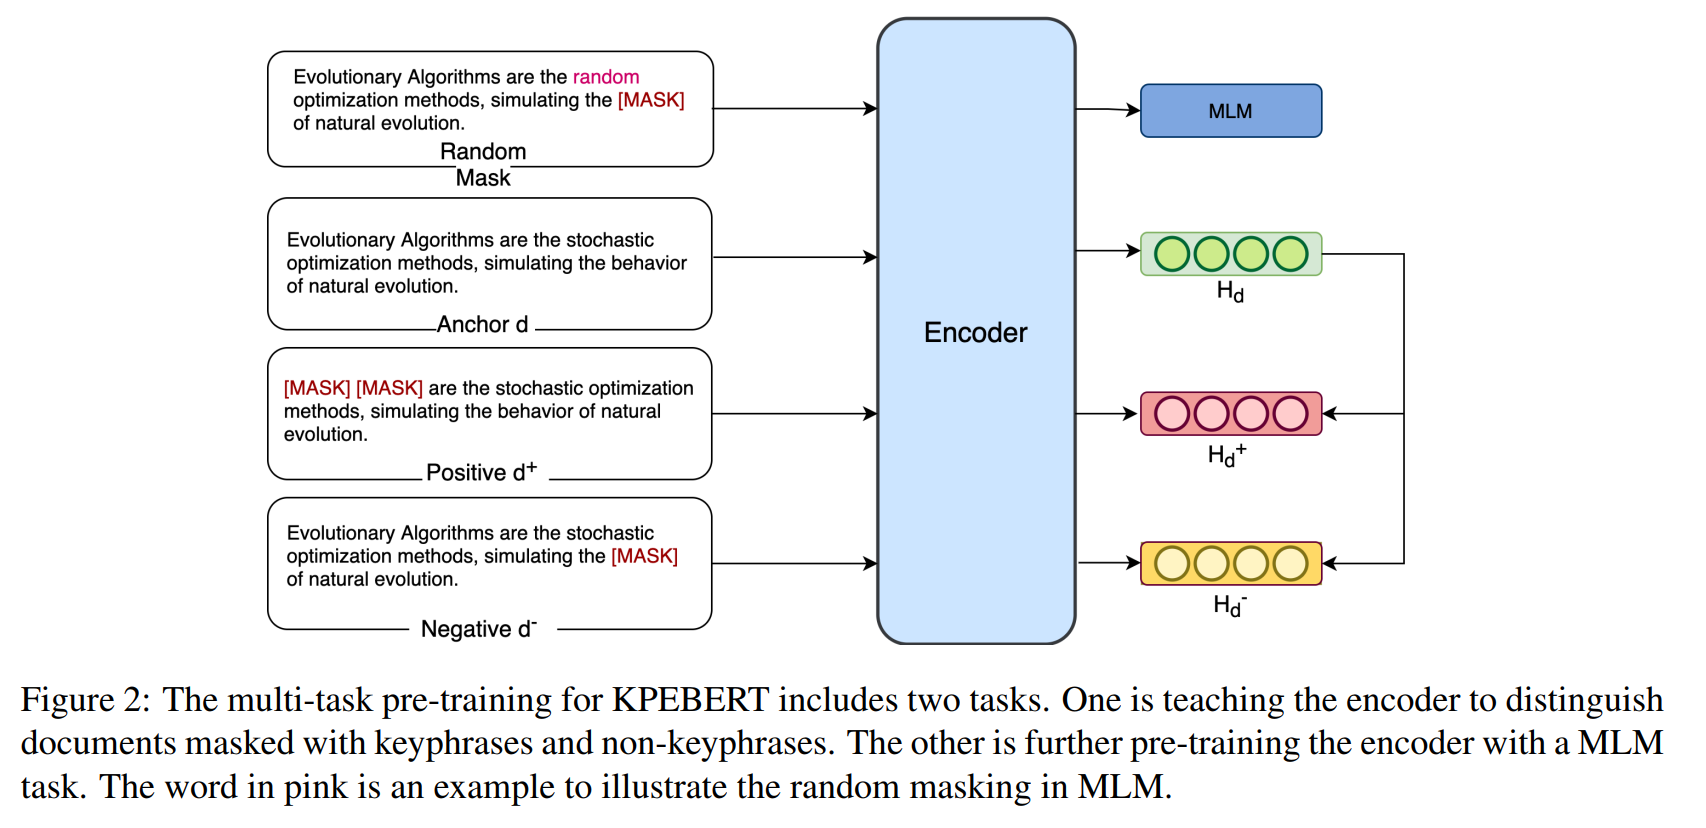 Evolutionary Algorithms are the random
optimization methods, simulating the [MASK]
of natural evolution.
Random
Mask
Evolutionary Algorithms are the stochastic
optimization methods, simulating the behavior
of natural evolution.
Anchor d
[MASK] [MASK] are the stochastic optimization
methods, simulating the behavior of natural
evolution.
Positive d+
Evolutionary Algorithms are the stochastic
optimization methods, simulating the [MASK]
of natural evolution.
Negative d-
Encoder
MLM
Hd
Hd+
Hd-
Figure 2: The multi-task pre-training for KPEBERT includes two tasks. One is teaching the encoder to distinguish
documents masked with keyphrases and non-keyphrases. The other is further pre-training the encoder with a MLM
task. The word in pink is an example to illustrate the random masking in MLM.